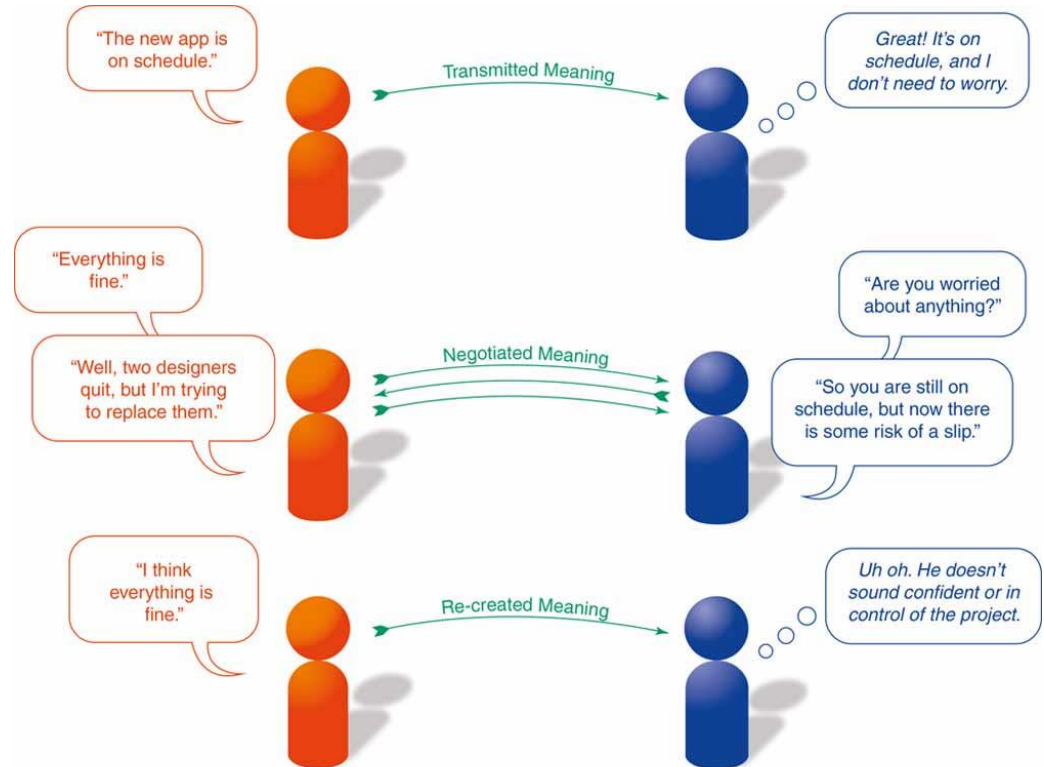 “The new app is
on schedule.”
Transmitted Meaning
Great! It’s on
schedule, and I
don’t need to worry.
“Everything is
fine.”
“Are you worried
about anything?”
“Well, two designers
quit, but I’m trying
to replace them.”
Negotiated Meaning
“So you are still on
schedule, but now there
is some risk of a slip.”
“I think
everything is
fine.”
Re-created Meaning
Uh oh. He doesn’t
sound confident or in
control of the project.